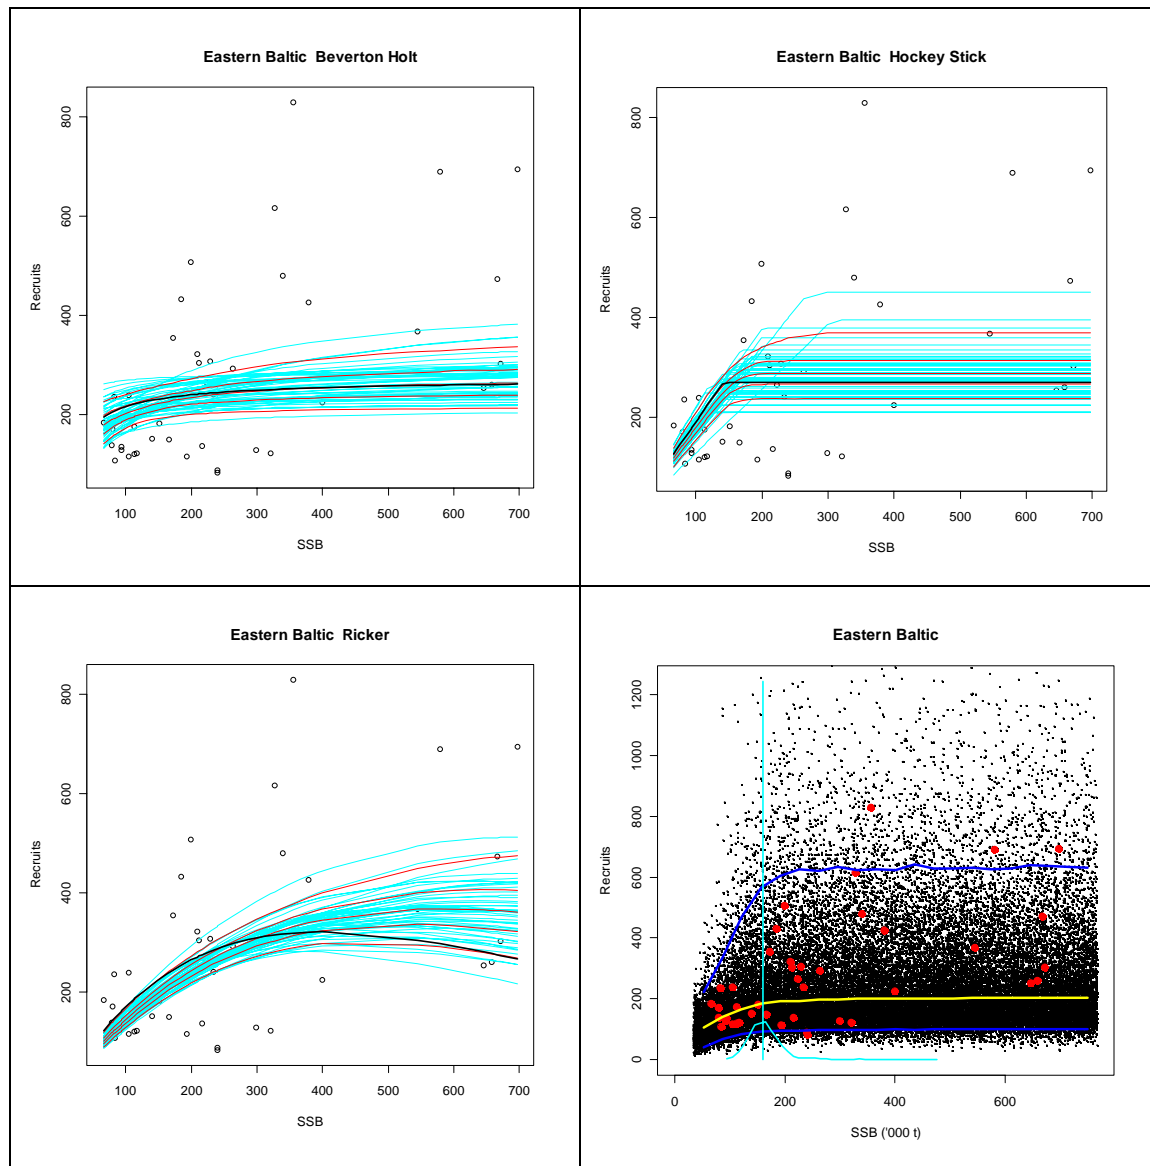 Eastern Baltic  Beverton Holt
Recruits
200 400 600 800
100 200 300 400 500 600 700
SSB
Eastern Baltic  Hockey Stick
Recruits
200 400 600 800
100 200 300 400 500 600 700
SSB
Eastern Baltic  Ricker
Recruits
200 400 600 800
100 200 300 400 500 600 700
SSB
Eastern Baltic
Recruits
0 200 400 600 800 1000 1200
0 200 400 600
SSB ('000 t)